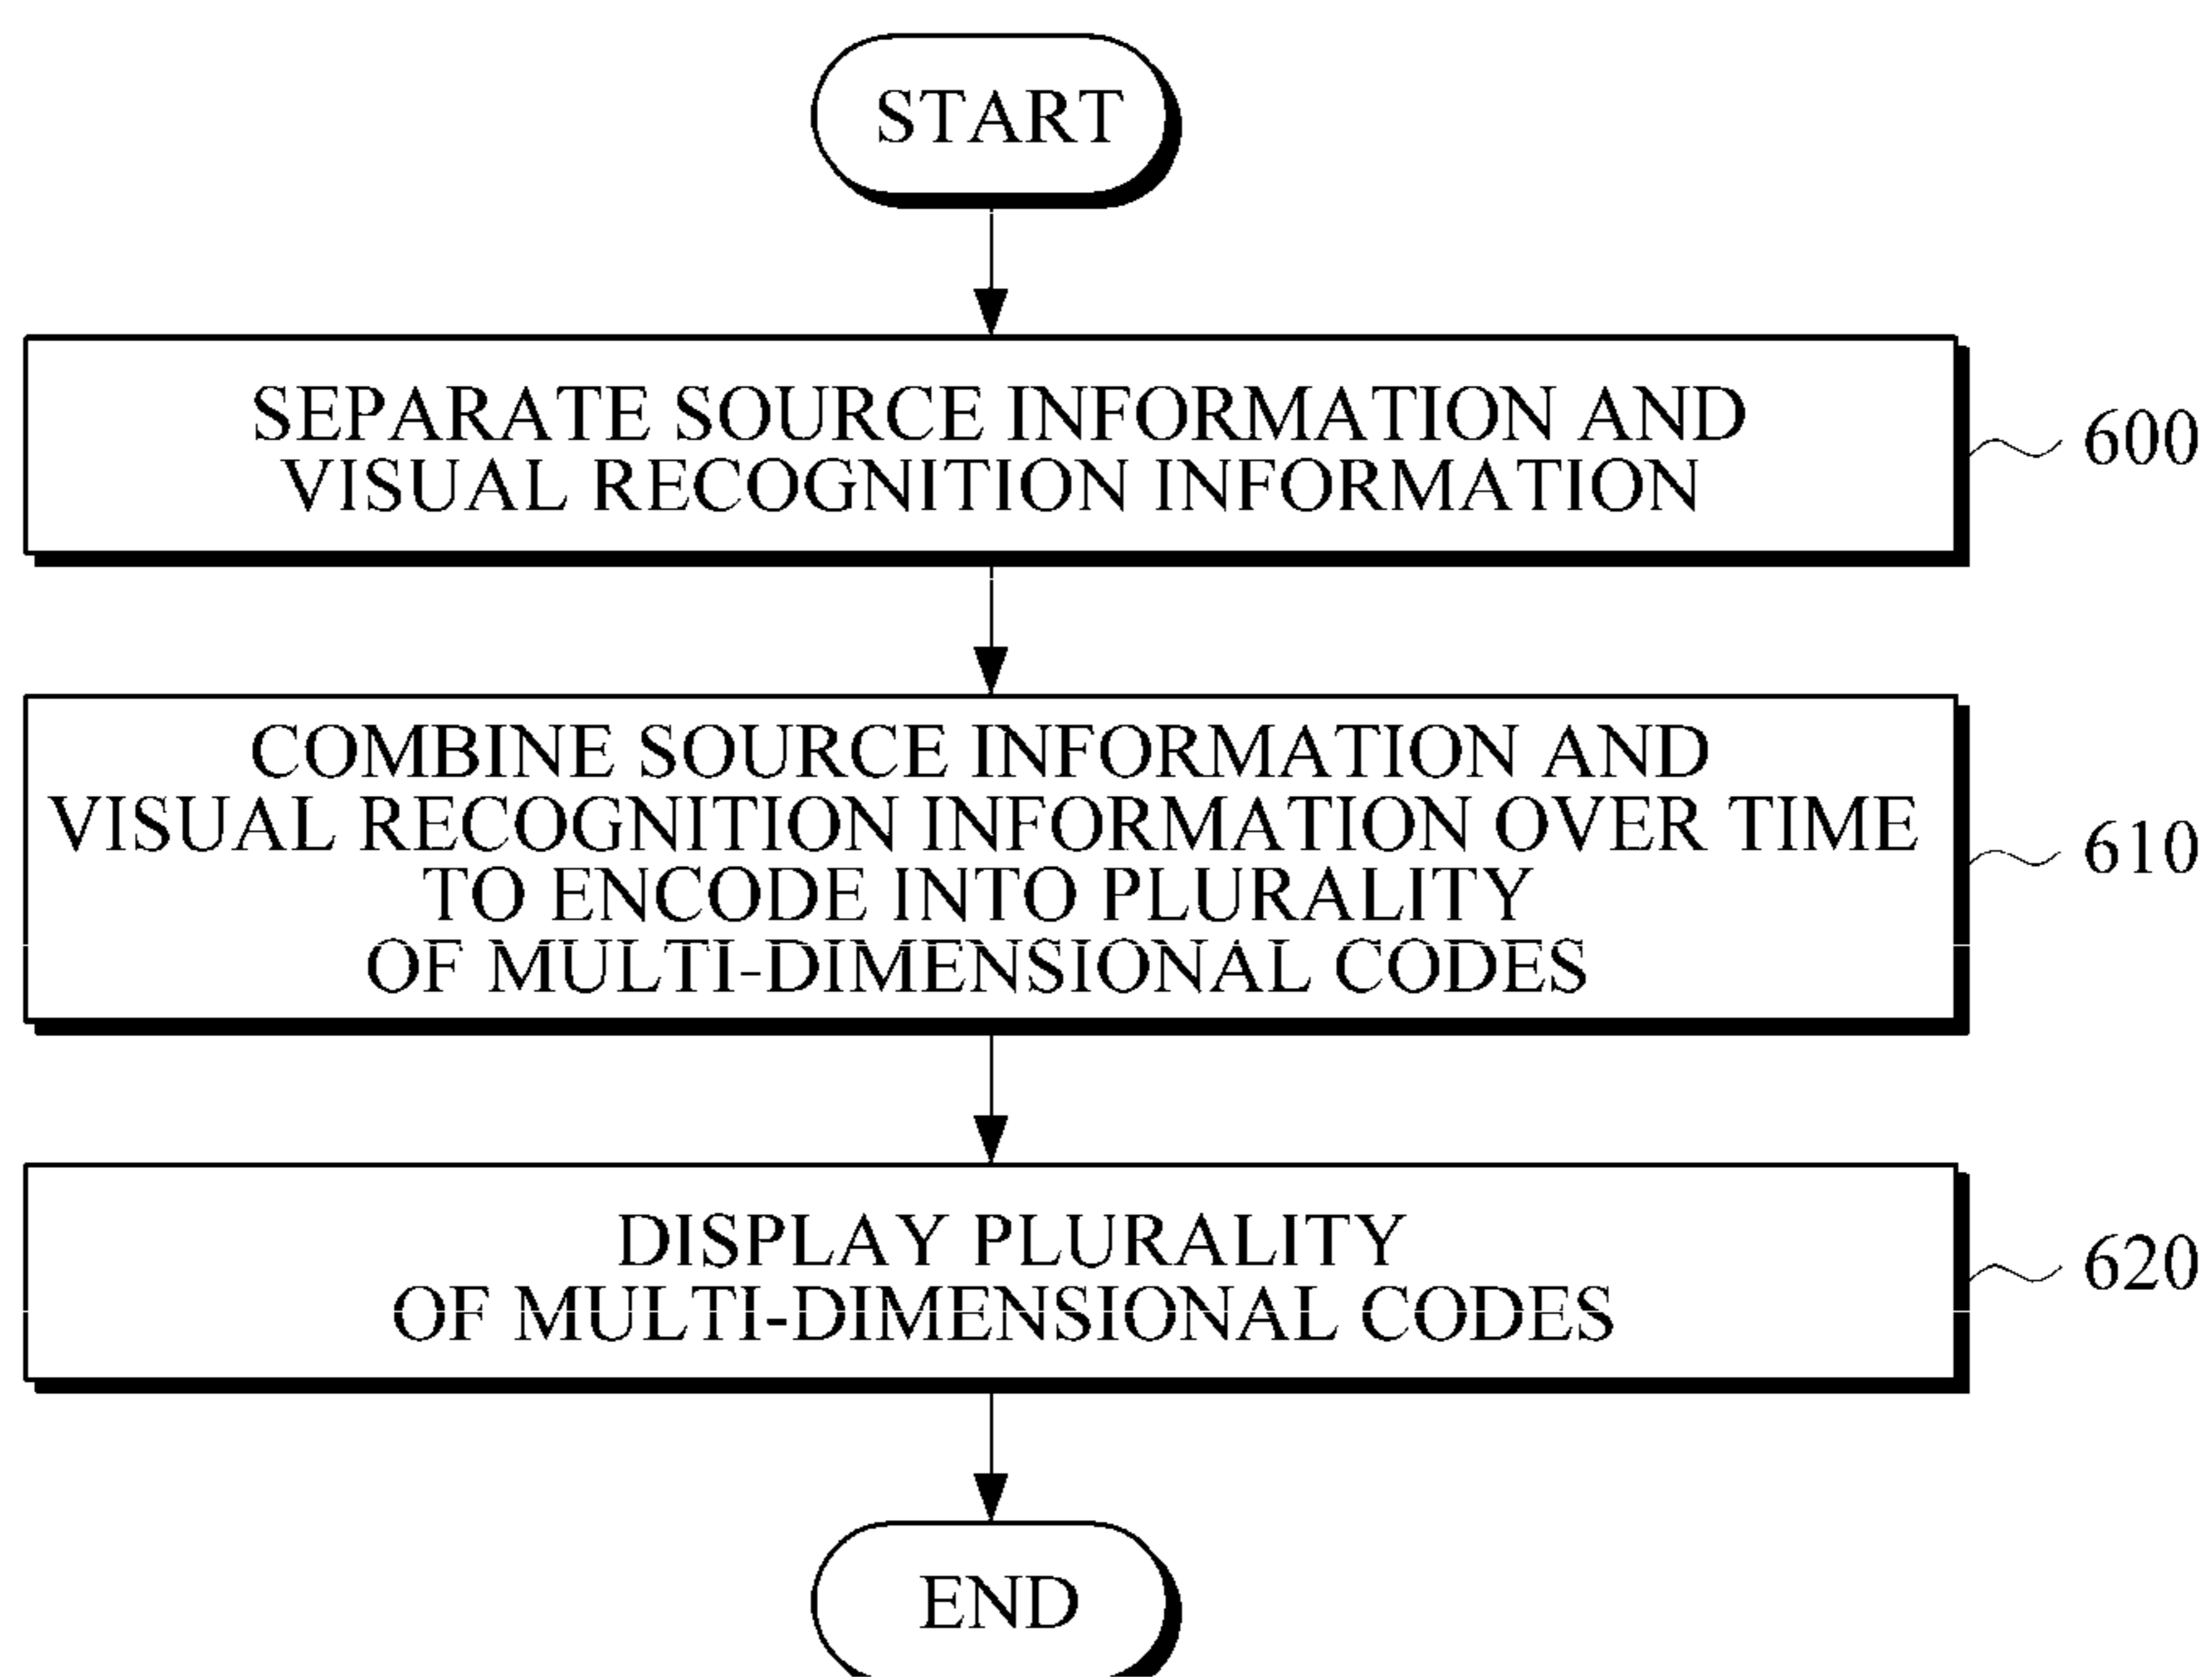 START
SEPARATE SOURCE INFORMATION AND
VISUAL RECOGNITION INFORMATION
600
COMBINE SOURCE INFORMATION AND
VISUAL RECOGNITION INFORMATION OVER TIME
TO ENCODE INTO PLURALITY
OF MULTI-DIMENSIONAL CODES
610
DISPLAY PLURALITY
OF MULTI-DIMENSIONAL CODES
620
END